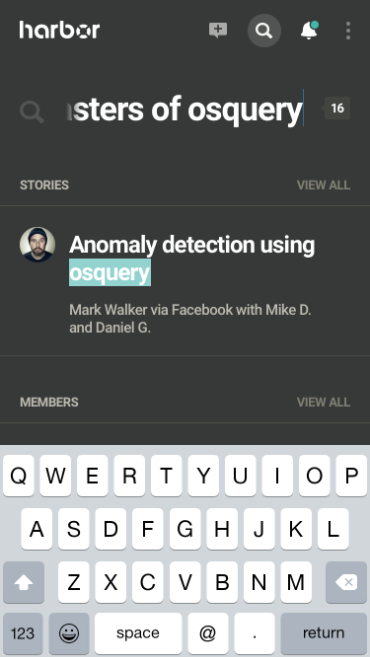 harbor
sters of osquery
16
STORIES
VIEW ALL
Anomaly detection using
osquery
Mark Walker via Facebook with Mike D.
and Daniel G.
MEMBERS
VIEW ALL
Q W E R T Y U I O P
A S D F G H J K L
Z X C V B N M
123 space @ . return